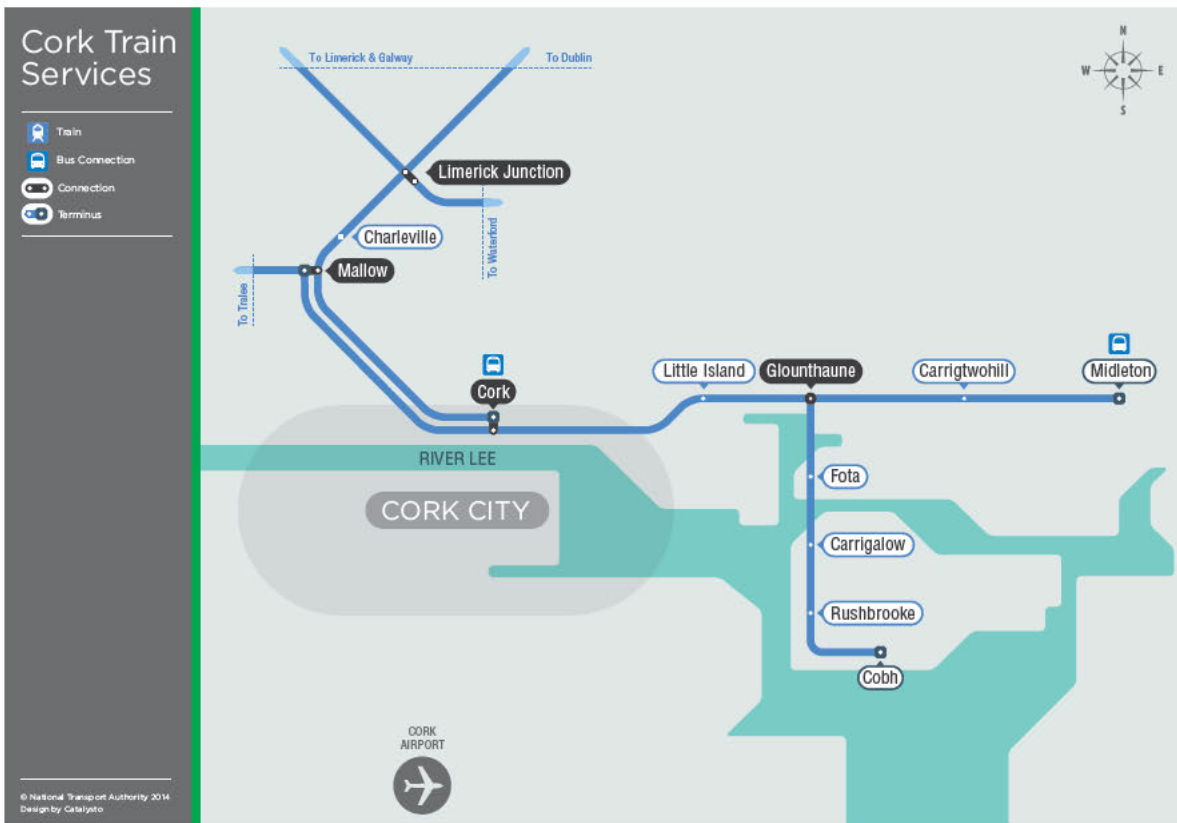 Cork Train
Services
Train
Bus Connection
Connection
Terminus
© National Transport Authority 2014
Design by Catalysto
To Limerick & Galway
To Dublin
N
W
E
S
Limerick Junction
To Waterford
Charleville
Mallow
To Tralee
Cork
Little Island
Glounthaune
Carrigtwohill
Midleton
RIVER LEE
CORK CITY
Fota
Carrigalow
Rushbrooke
Cobh
CORK
AIRPORT